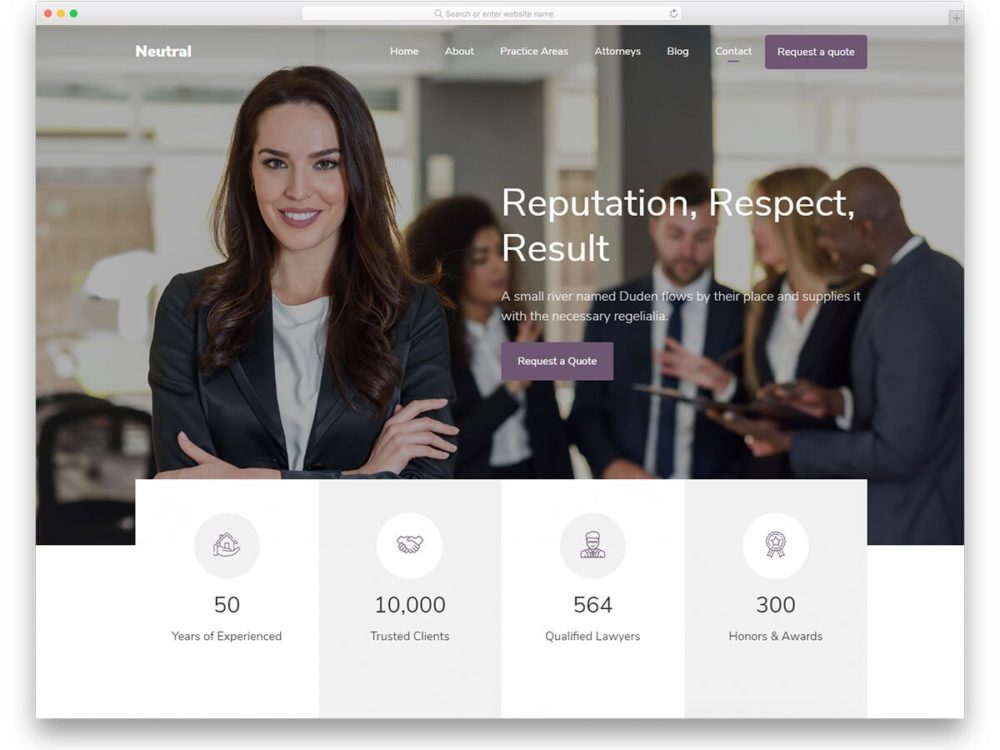 Search or enter website name
Neutral
Home About Practice Areas Attorneys Blog Contact Request a quote
Reputation, Respect,
Result
A small river named Duden flows by their place and supplies it
with the necessary regelialia.
Request a Quote
50 10,000 564 300
Years of Experienced Trusted Clients Qualified Lawyers Honors & Awards